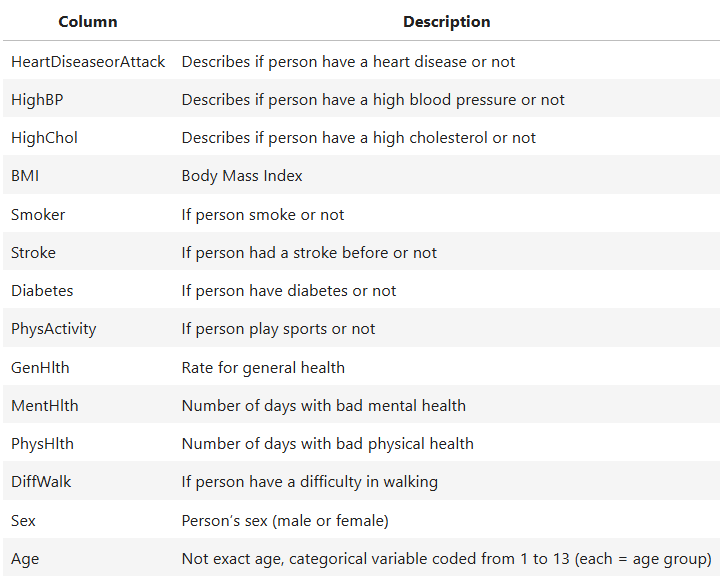 Column Description
HeartDiseaseorAttack Describes if person have a heart disease or not
HighBP Describes if person have a high blood pressure or not
HighChol Describes if person have a high cholesterol or not
BMI Body Mass Index
Smoker If person smoke or not
Stroke If person had a stroke before or not
Diabetes If person have diabetes or not
PhysActivity If person play sports or not
GenHlth Rate for general health
MentHlth Number of days with bad mental health
PhysHlth Number of days with bad physical health
DiffWalk If person have a difficulty in walking
Sex Person's sex (male or female)
Age Not exact age, categorical variable coded from 1 to 13 (each = age group)